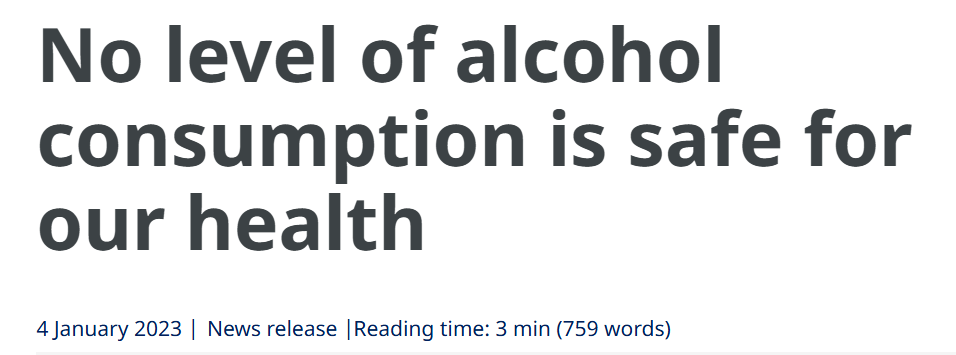 No level of alcohol
consumption is safe for
our health
4 January 2023 | News release |Reading time: 3 min (759 words)